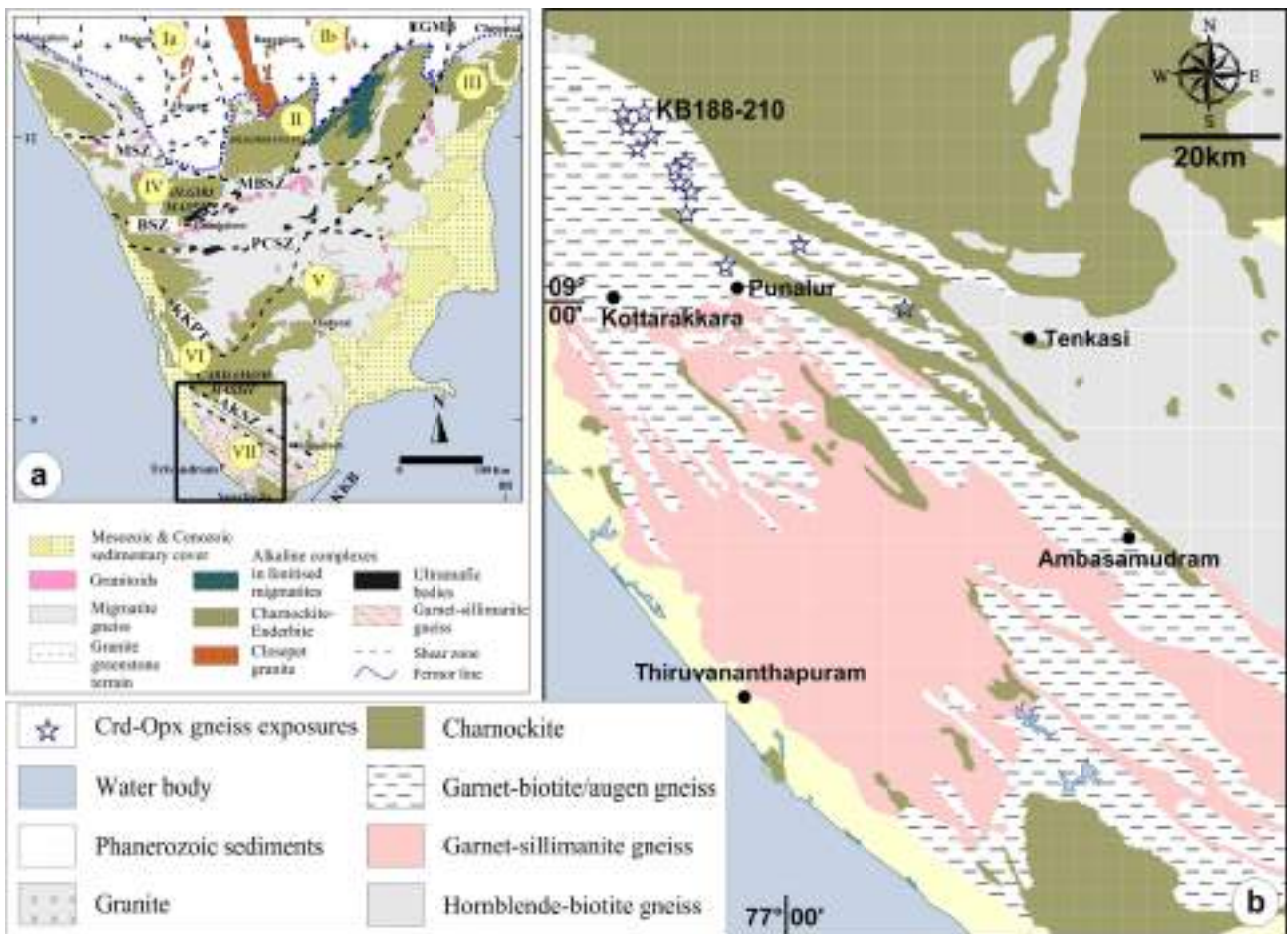 Ia
IIb
III
II
12
MSZ
IV
MBSZ
BSZ
PCSZ
V
KKPT
VI
9
AKSZ
N
VII
KKB
a
Mesozoic & Cenozoic
sedimentary cover
Granitoids
Migmatite
gneiss
Granite
greenstone
terrain
Alkaline complexes
migmatites
Charnockite-
Enderbite
Closepet
granite
Ultramafic
bodies
Garnet-sillimanite
gneiss
Shear zone
Fermor line
Crd-Opx gneiss exposures
Water body
Phanerozoic sediments
Granite
Charnockite
Garnet-biotite/augen gneiss
Garnet-sillimanite gneiss
Hornblende-biotite gneiss
N
W E
S
20km
KB188-210
09°
00'
Punalur
Kottarakkara
Tenkasi
Ambasamudram
Thiruvananthapuram
77° 00'
b